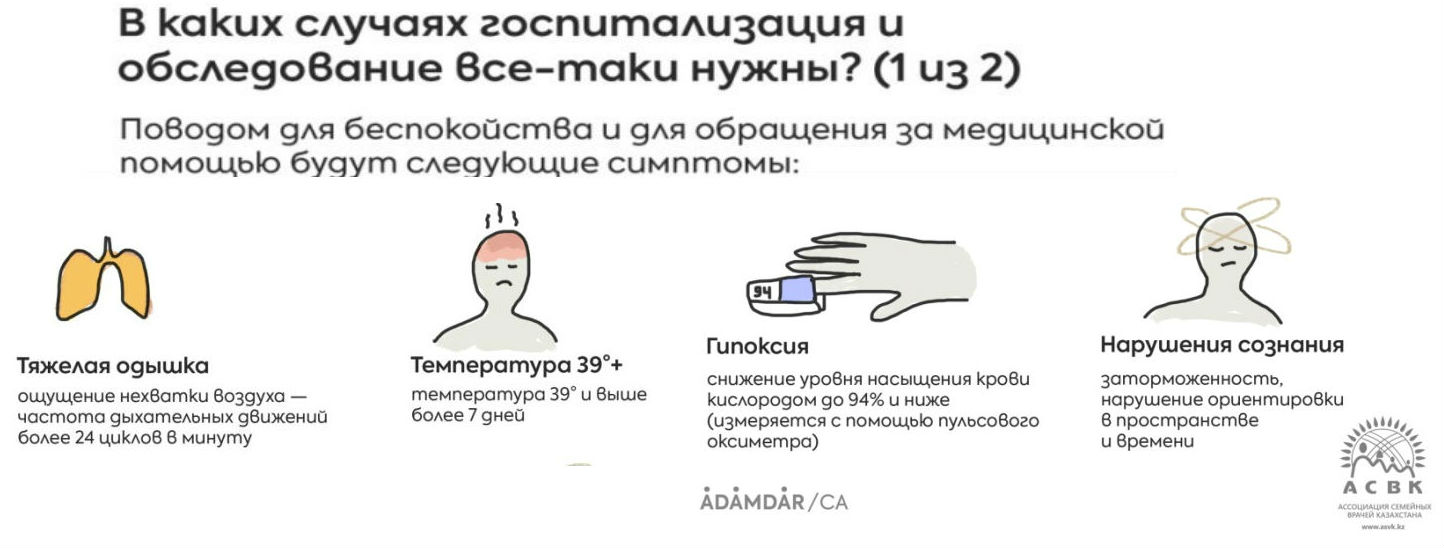 В каких случаях госпитализация и
обследование все-таки нужны? (1 из 2)
Поводом для беспокойства и для обращения за медицинской
помощью будут следующие симптомы:
Тяжелая одышка
ощущение нехватки воздуха —
частота дыхательных движений
более 24 циклов в минуту
Температура 39°+
температура 39° и выше
более 7 дней
94
Гипоксия
снижение уровня насыщения крови
кислородом до 94% и ниже
(измеряется с помощью пульсового
оксиметра)
Нарушения сознания
заторможенность,
нарушение ориентировки
в пространстве
и времени
ADAMDAR/CA
АСВК
АССОЦИАЦИЯ СЕМЕЙНЫХ
ВРАЧЕЙ КАЗАХСТАНА
www.asvk.kz